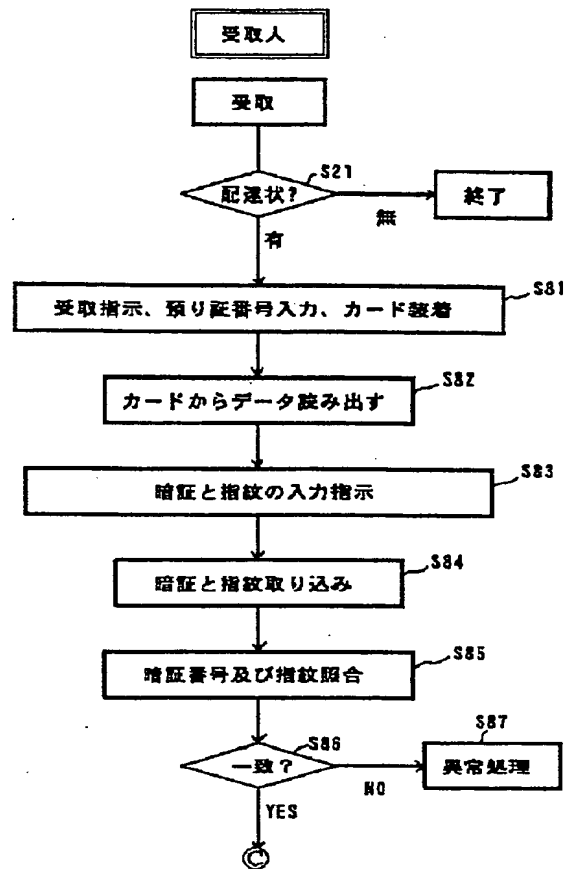 受取人
受取
S21
配達状?
終了
無
有
S81
受取指示、預り証番号入力、カード装着
S82
カードからデータ読み出す
S83
暗証と指紋の入力指示
S84
暗証と指紋取り込み
S85
暗証番号及び指紋照合
S86
S87
一致?
異常処理
NO
YES
C